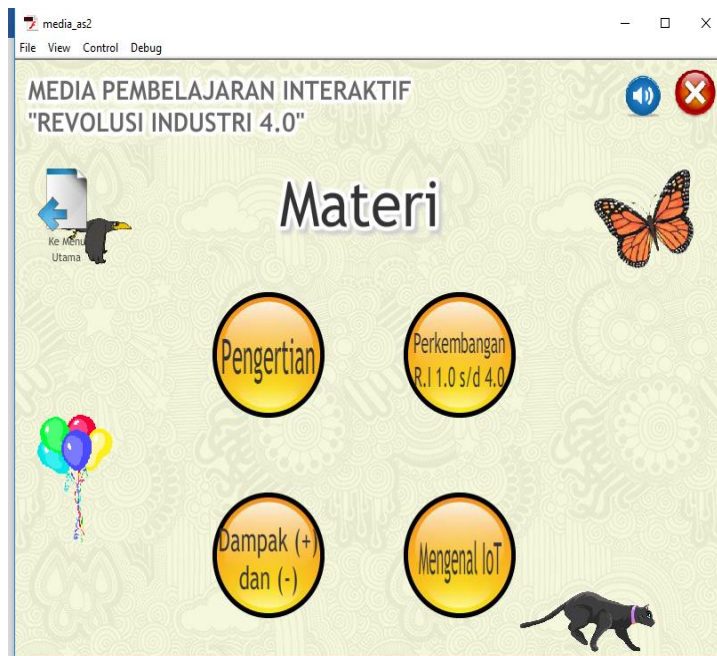 media_as2
File View Control Debug
MEDIA PEMBELAJARAN INTERAKTIF
"REVOLUSI INDUSTRI 4.0"
Materi
Ke Menu
Utama
Pengertian
Perkembangan
R.I 1.0 s/d 4.0
Dampak (+)
dan (-)
Mengenal IoT